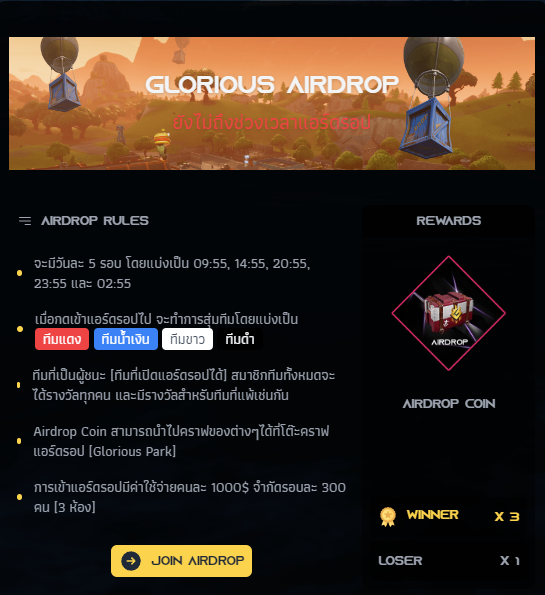 GLORIOUS AIRDROP
ยังไม่ถึงช่วงเวลาแอร์ดรอป
AIRDROP RULES
จะมีวันละ 5 รอบ โดยแบ่งเป็น 09:55, 14:55, 20:55,
23:55 และ 02:55
เมื่อกดเข้าแอร์ดรอปไป จะทำการสุ่มทีมโดยแบ่งเป็น
ทีมแดง ทีมน้ำเงิน ทีมขาว ทีมดำ
ทีมที่เป็นผู้ชนะ [ทีมที่เปิดแอร์ดรอปได้] สมาชิกทีมทั้งหมดจะ
ได้รางวัลทุกคน และมีรางวัลสำหรับทีมที่แพ้เช่นกัน
Airdrop Coin สามารถนำไปคราฟของต่างๆได้ที่โต๊ะคราฟ
แอร์ดรอป [Glorious Park]
การเข้าแอร์ดรอปมีค่าใช้จ่ายคนละ 1000$ จำกัดรอบละ 300
คน [3 ห้อง]
JOIN AIRDROP
REWARDS
AIRDROP
AIRDROP COIN
WINNER X 3
LOSER X 1